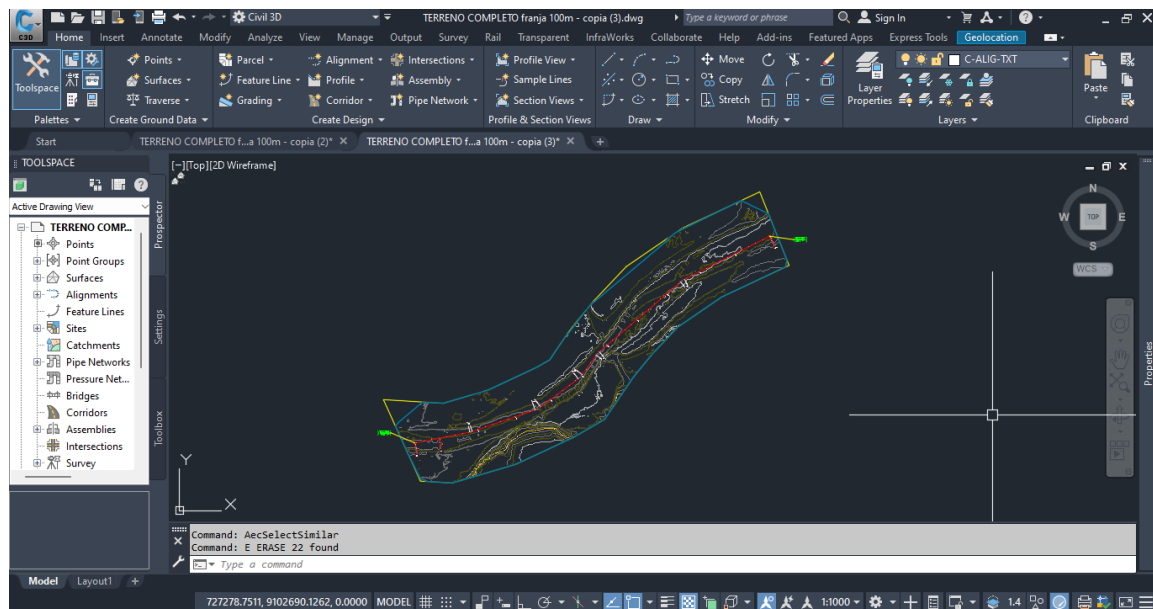 C3D
Civil 3D
TERRENO COMPLETO franja 100m - copia (3).dwg
Type a keyword or phrase
Sign In
Home Insert Annotate Modify Analyze View Manage Output Survey Rail Transparent InfraWorks Collaborate Help Add-ins Featured Apps Express Tools Geolocation
Toolspace
Points
Surfaces
Traverse
Parcel
Feature Line
Grading
Alignment
Profile
Corridor
Intersections
Assembly
Pipe Network
Profile View
Sample Lines
Section Views
Move
Copy
Stretch
Layer
Properties
C-ALIG-TXT
Paste
Palettes
Create Ground Data
Create Design
Profile & Section Views
Draw
Modify
Layers
Clipboard
Start
TERRENO COMPLETO f...a 100m - copia (2)*
TERRENO COMPLETO f...a 100m - copia (3)*
TOOLSPACE
Active Drawing View
TERRENO COMP...
Points
Point Groups
Surfaces
Alignments
Feature Lines
Sites
Catchments
Pipe Networks
Pressure Net...
Bridges
Corridors
Assemblies
Intersections
Survey
Prospector
Settings
Toolbox
[−][Top][2D Wireframe]
N
W
TOP
E
S
WCS
Properties
Y
X
Command: AecSelectSimilar
Command: E ERASE 22 found
Type a command
Model
Layout1
727278.7511, 9102690.1262, 0.0000
MODEL
1:1000
1.4